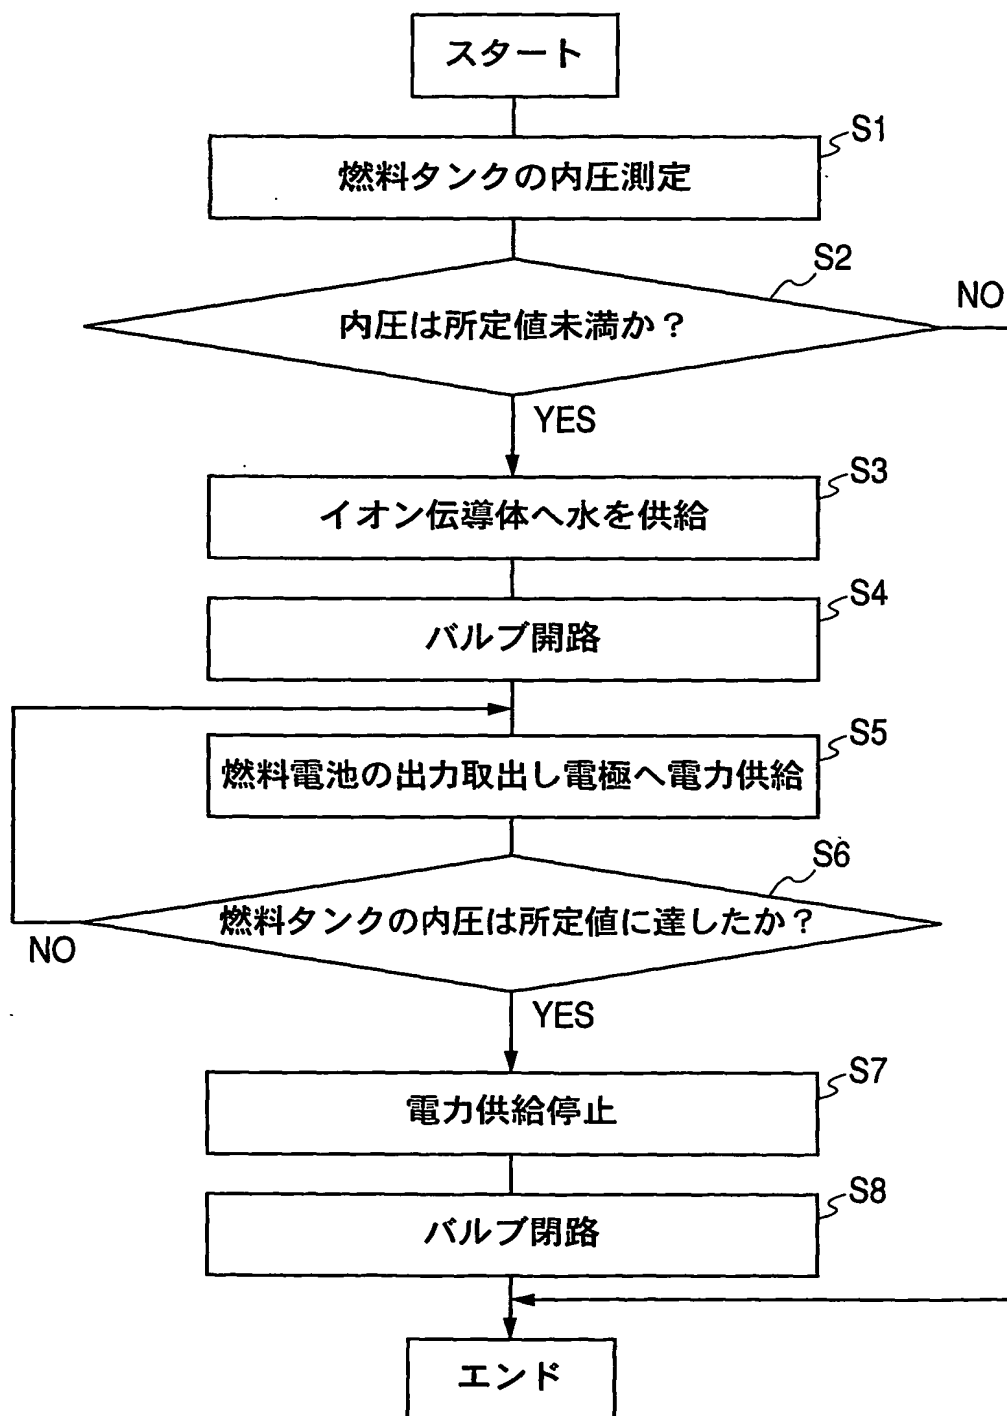 スタート
S1
燃料タンクの内圧測定
S2
内圧は所定値未満か？
NO
YES
S3
イオン伝導体へ水を供給
S4
バルブ開路
S5
燃料電池の出力取出し電極へ電力供給
S6
燃料タンクの内圧は所定値に達したか？
NO
YES
S7
電力供給停止
S8
バルブ閉路
エンド